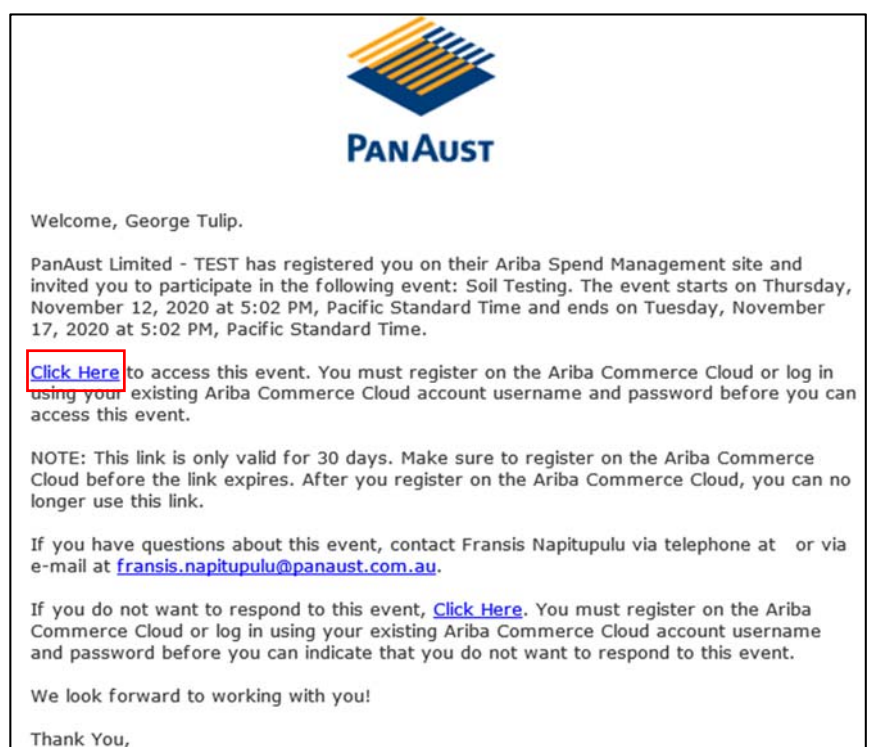 PANAUST
Welcome, George Tulip.
PanAust Limited - TEST has registered you on their Ariba Spend Management site and
invited you to participate in the following event: Soil Testing. The event starts on Thursday,
November 12, 2020 at 5:02 PM, Pacific Standard Time and ends on Tuesday, November
17, 2020 at 5:02 PM, Pacific Standard Time.
Click Here to access this event. You must register on the Ariba Commerce Cloud or log in
using your existing Ariba Commerce Cloud account username and password before you can
access this event.
NOTE: This link is only valid for 30 days. Make sure to register on the Ariba Commerce
Cloud before the link expires. After you register on the Ariba Commerce Cloud, you can no
longer use this link.
If you have questions about this event, contact Fransis Napitupulu via telephone at or via
e-mail at fransis.napitupulu@panaust.com.au.
If you do not want to respond to this event, Click Here. You must register on the Ariba
Commerce Cloud or log in using your existing Ariba Commerce Cloud account username
and password before you can indicate that you do not want to respond to this event.
We look forward to working with you!
Thank You,